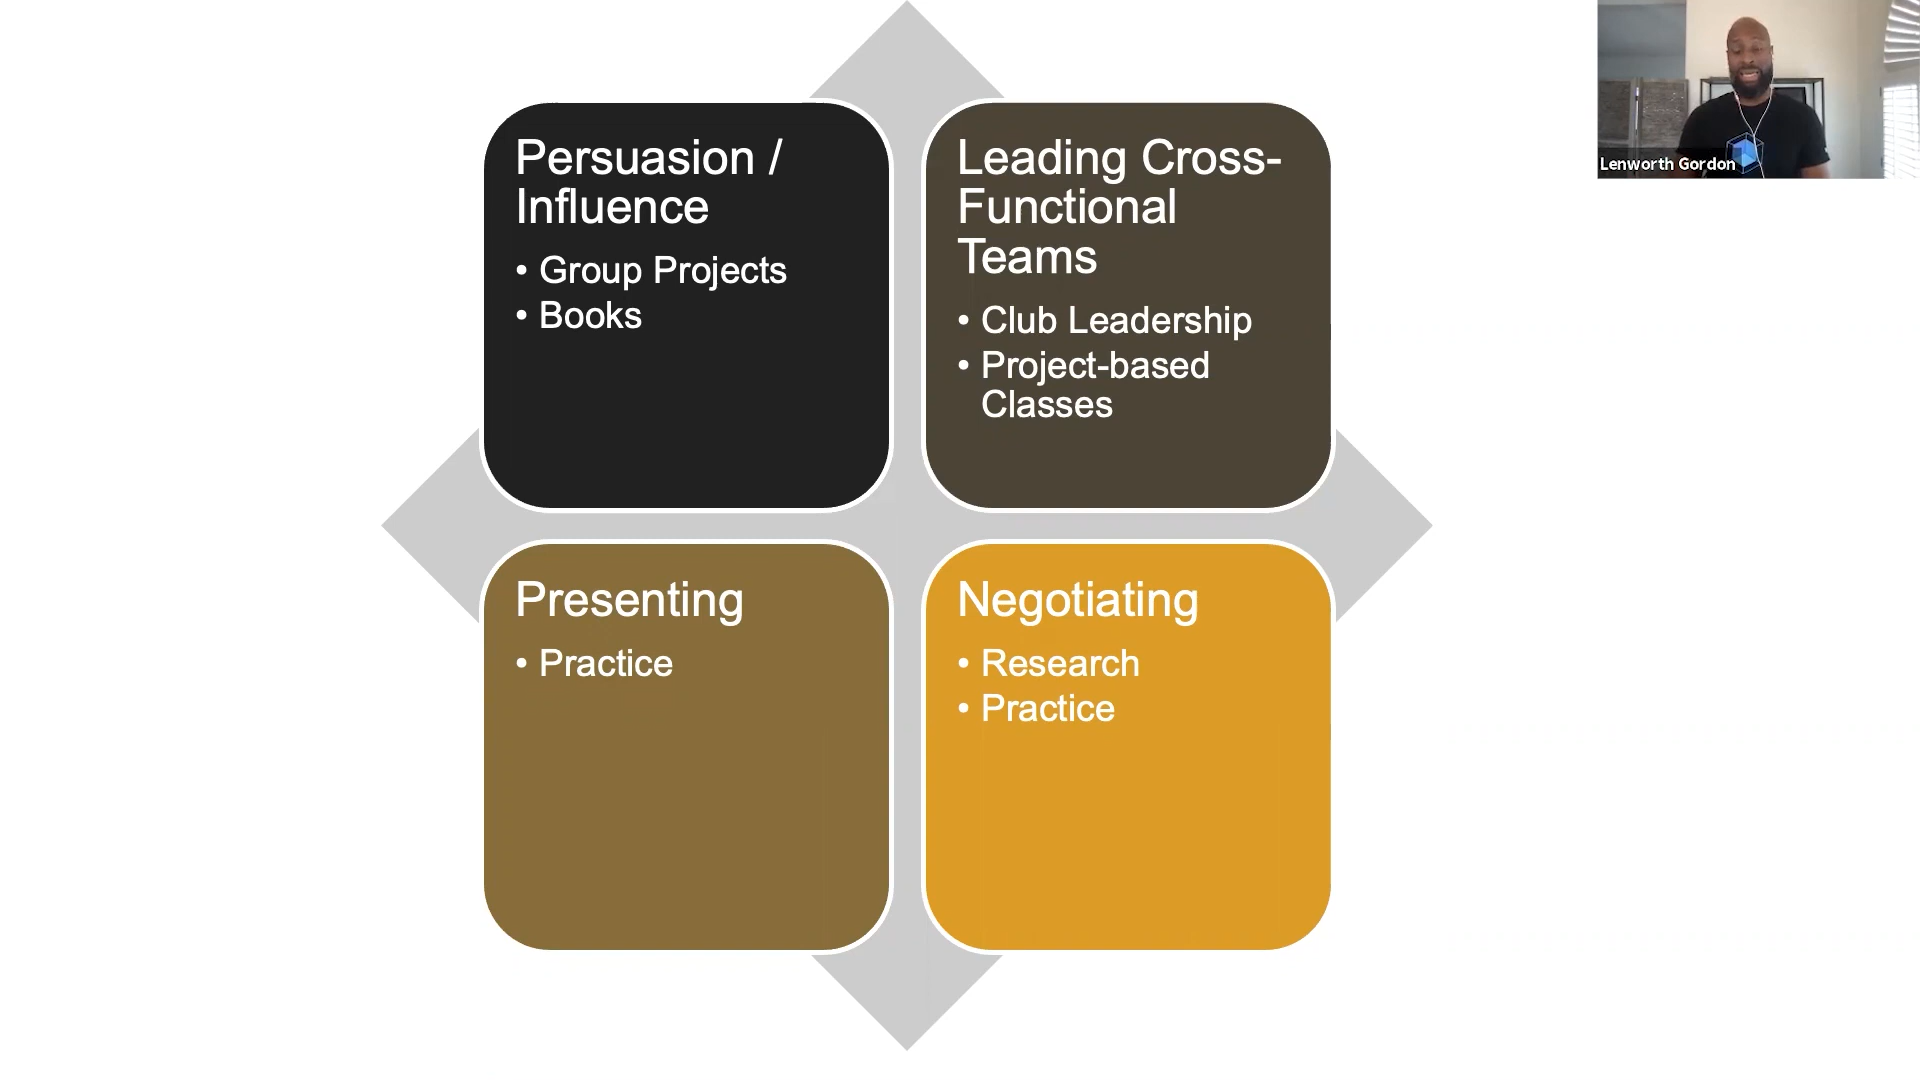 Persuasion /
Influence
• Group Projects
• Books
Leading Cross-
Functional
Teams
• Club Leadership
• Project-based
Classes
Presenting
• Practice
Negotiating
• Research
• Practice
Lenworth Gordon